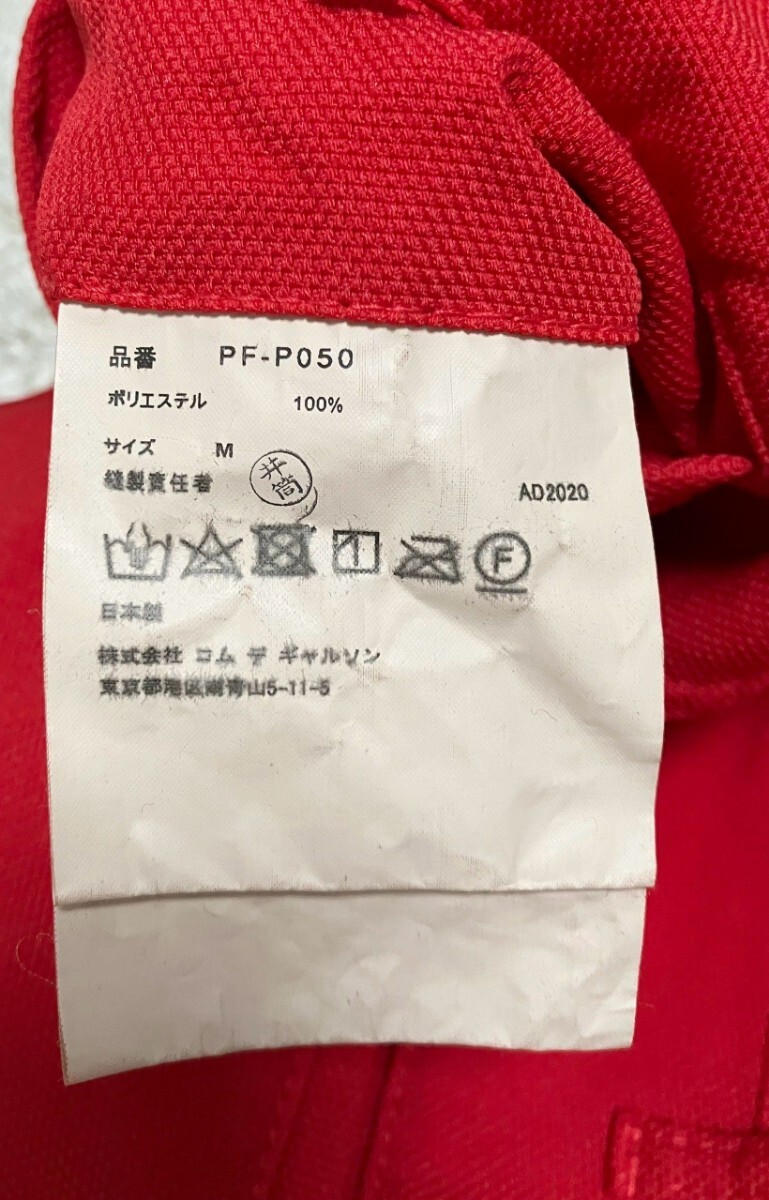 品番 PF-P050
ポリエステル 100%
サイズ M
縫製責任者 井筒
AD2020
F
日本製
株式会社 コム デ ギャルソン
東京都港区南青山5-11-5